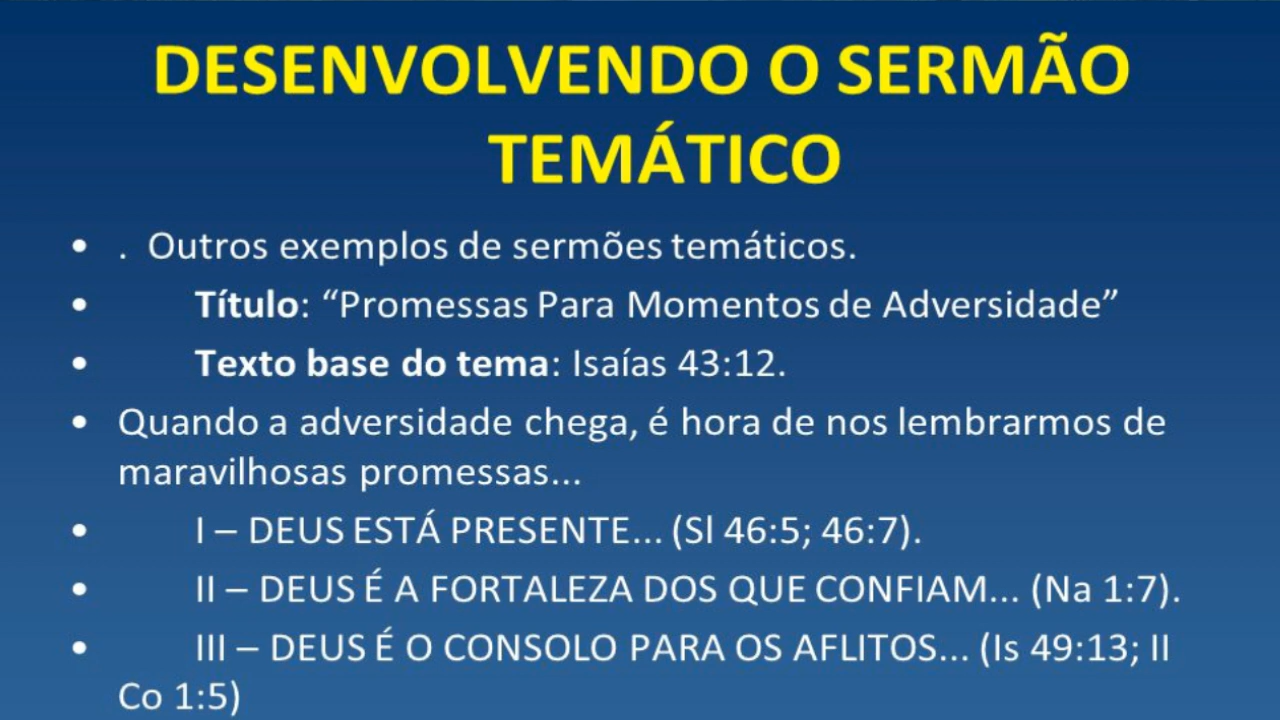 DESENVOLVENDO O SERMÃO
TEMÁTICO
• . Outros exemplos de sermões temáticos.
• Título: “Promessas Para Momentos de Adversidade”
• Texto base do tema: Isaías 43:12.
• Quando a adversidade chega, é hora de nos lembrarmos de
maravilhosas promessas...
• I – DEUS ESTÁ PRESENTE... (Sl 46:5; 46:7).
• II – DEUS É A FORTALEZA DOS QUE CONFIAM... (Na 1:7).
• III – DEUS É O CONSOLO PARA OS AFLITOS... (Is 49:13; II
Co 1:5)